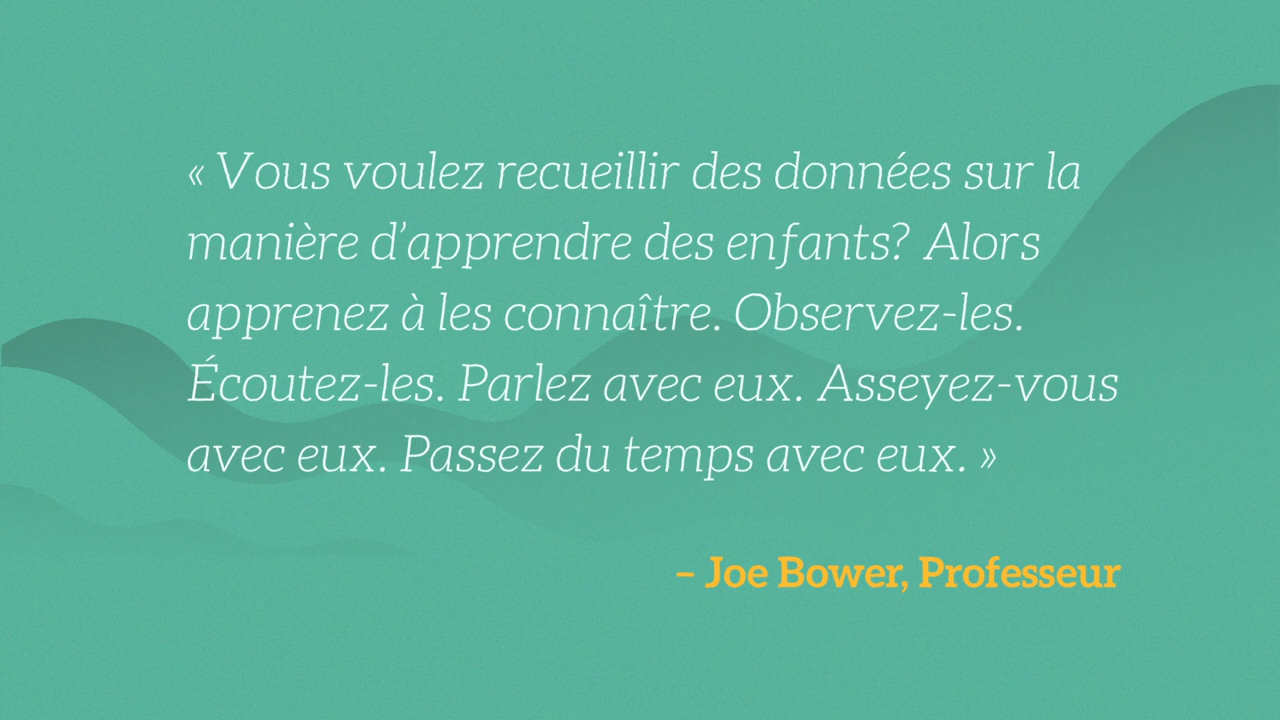 « Vous voulez recueillir des données sur la
manière d’apprendre des enfants? Alors
apprenez à les connaître. Observez-les.
Écoutez-les. Parlez avec eux. Asseyez-vous
avec eux. Passez du temps avec eux. »
– Joe Bower, Professeur